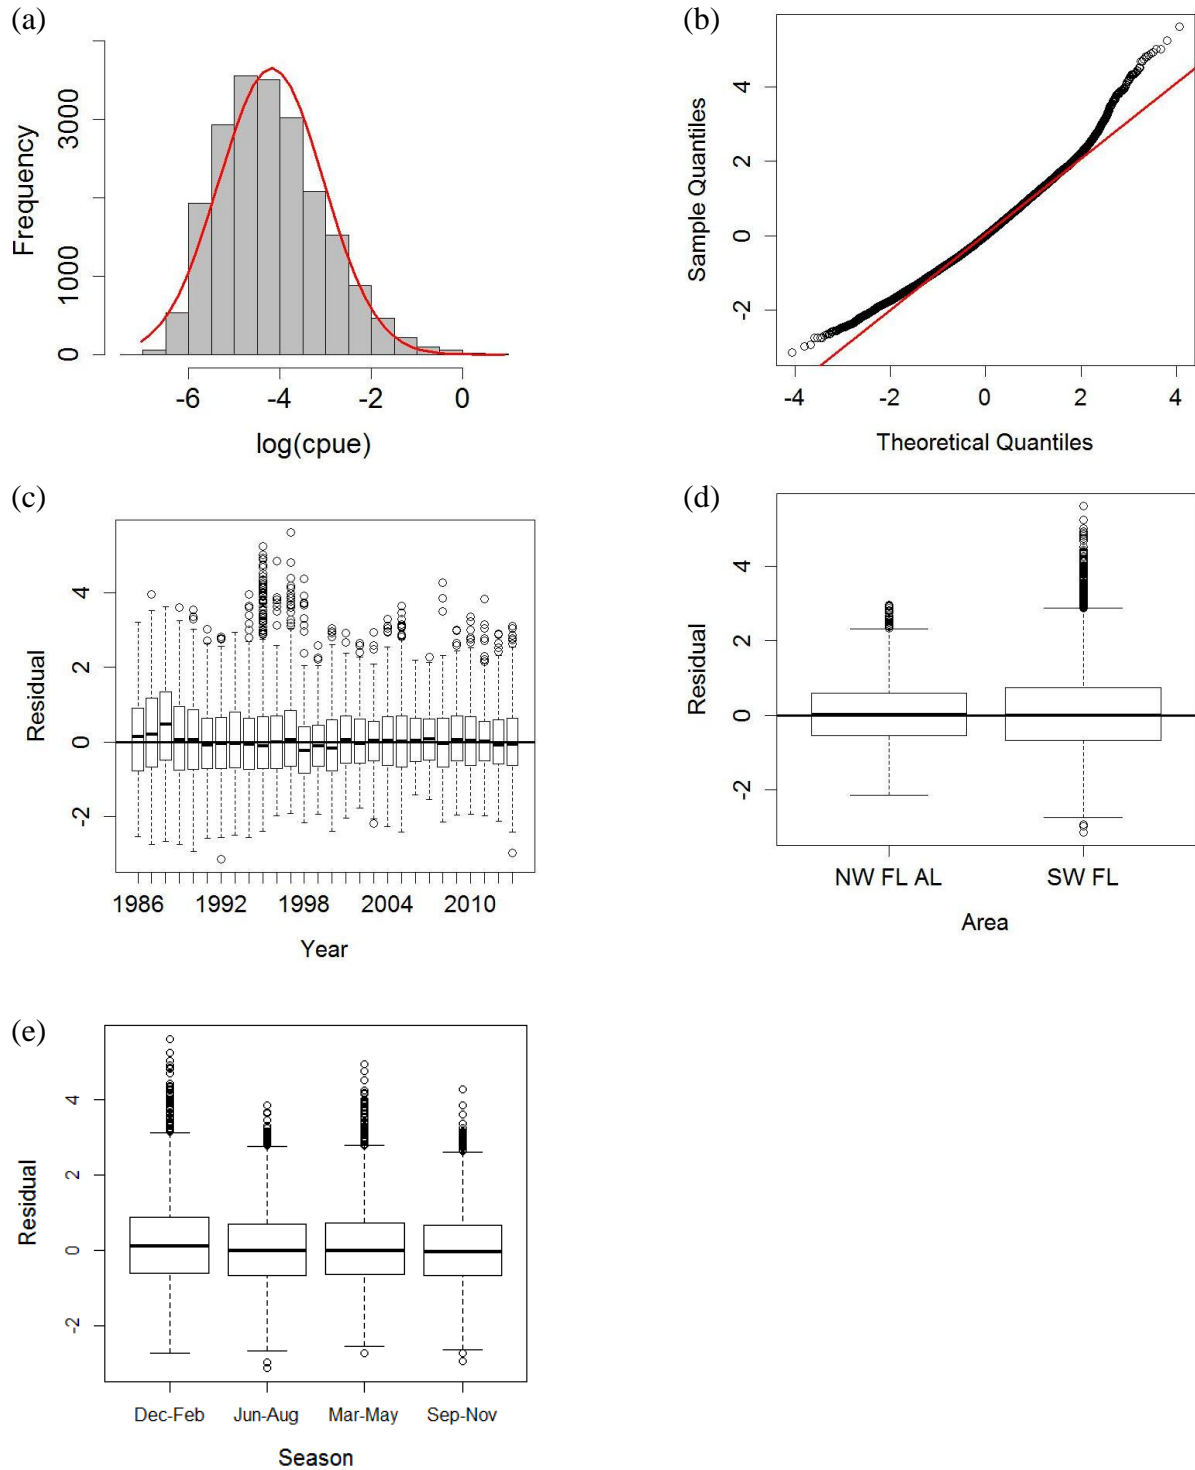 (a)
Frequency
3000
1000
0
-6 -4 -2 0
log(cpue)
(b)
Sample Quantiles
4
2
0
-2
-4 -2 0 2 4
Theoretical Quantiles
(c)
Residual
4
2
0
-2
1986 1992 1998 2004 2010
Year
(d)
Residual
4
2
0
-2
NW FL AL SW FL
Area
(e)
Residual
4
2
0
-2
Dec-Feb Jun-Aug Mar-May Sep-Nov
Season